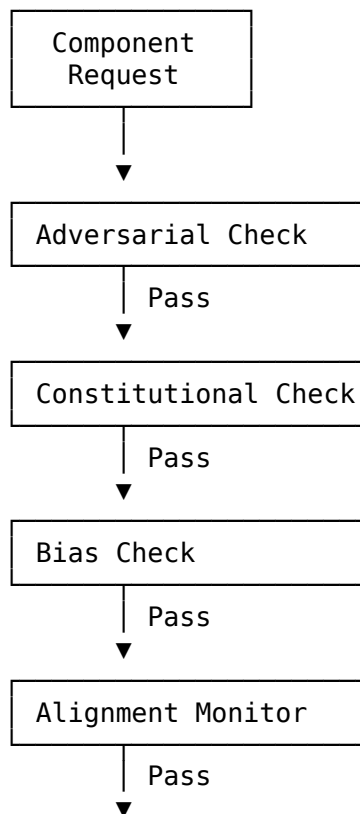 Component
Request
Adversarial Check
Pass
Constitutional Check
Pass
Bias Check
Pass
Alignment Monitor
Pass